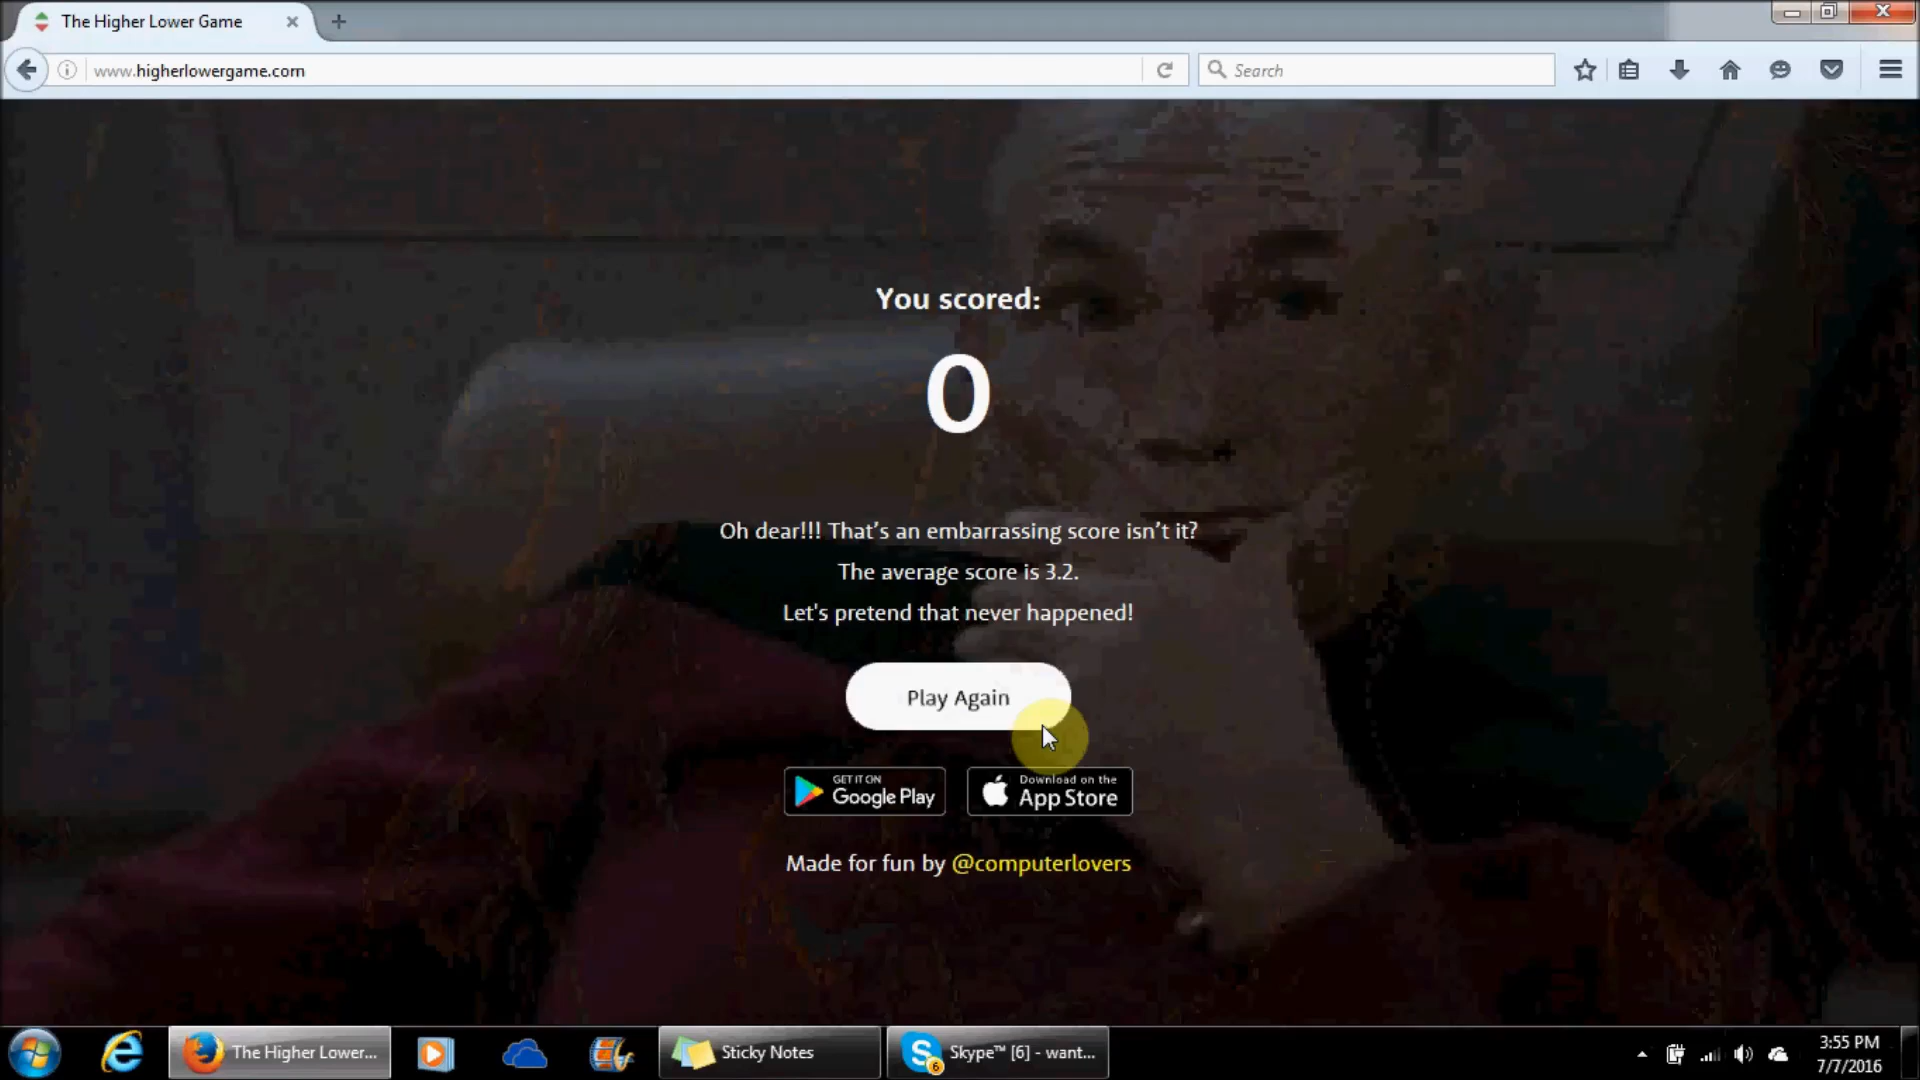 The Higher Lower Game
www.higherlowergame.com
Search
You scored:
0
Oh dear!!! That's an embarrassing score isn't it?
The average score is 3.2.
Let's pretend that never happened!
Play Again
GET IT ON
Google Play
Download on the
App Store
Made for fun by @computerlovers
The Higher Lower...
Sticky Notes
6
Skype™ [6] - want...
3:55 PM
7/7/2016